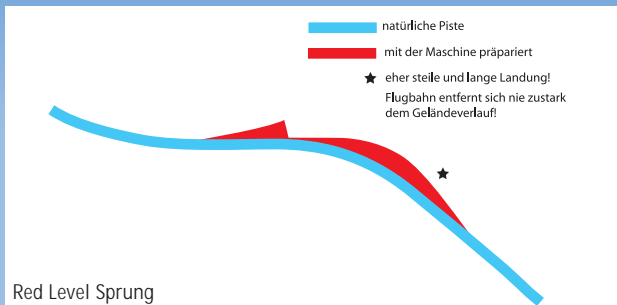 natürliche Piste
mit der Maschine präpariert
eher steile und lange Landung!
Flugbahn entfernt sich nie zustark
dem Geländeverlauf!
Red Level Sprung